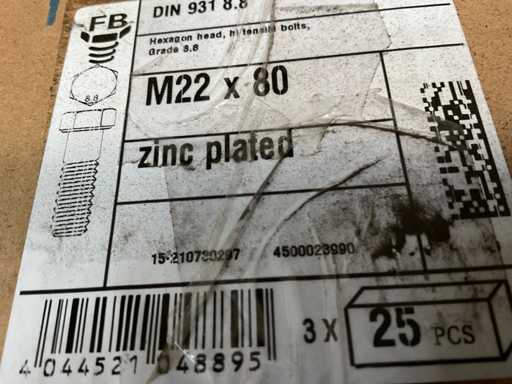 FB
DIN 931 8.8
Hexagon head, hi tensile bolts,
Grade 8.8
8.8
M22 x 80
zinc plated
4500023990
4 044521 048895
3 X 25 PCS